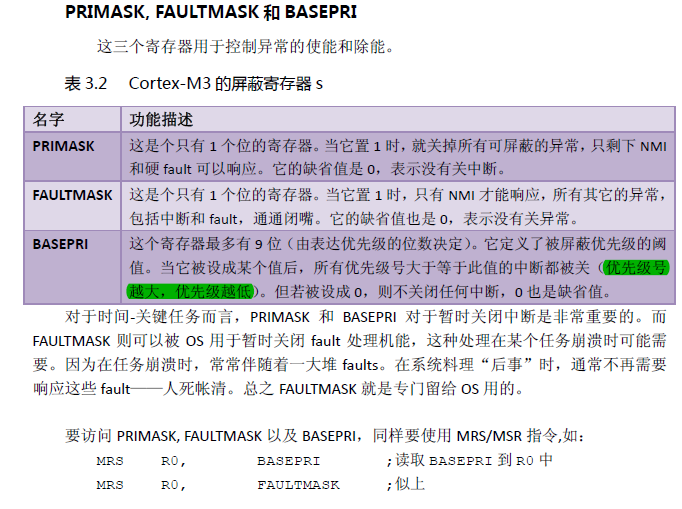 PRIMASK, FAULTMASK 和 BASEPRI
这三个寄存器用于控制异常的使能和除能。
表 3.2 Cortex-M3 的屏蔽寄存器 s
名字 功能描述
PRIMASK 这是个只有 1 个位的寄存器。当它置 1 时，就关掉所有可屏蔽的异常，只剩下 NMI
和硬 fault 可以响应。它的缺省值是 0，表示没有关中断。
FAULTMASK 这是个只有 1 个位的寄存器。当它置 1 时，只有 NMI 才能响应，所有其它的异常，
包括中断和 fault，通通闭嘴。它的缺省值也是 0，表示没有关异常。
BASEPRI 这个寄存器最多有 9 位（由表达优先级的位数决定）。它定义了被屏蔽优先级的阈
值。当它被设成某个值后，所有优先级号大于等于此值的中断都被关（优先级号
越大，优先级越低）。但若被设成 0，则不关闭任何中断，0 也是缺省值。
对于时间-关键任务而言，PRIMASK 和 BASEPRI 对于暂时关闭中断是非常重要的。而
FAULTMASK 则可以被 OS 用于暂时关闭 fault 处理机能，这种处理在某个任务崩溃时可能需
要。因为在任务崩溃时，常常伴随着一大堆 faults。在系统料理“后事”时，通常不再需要
响应这些 fault——人死帐清。总之 FAULTMASK 就是专门留给 OS 用的。
要访问 PRIMASK, FAULTMASK 以及 BASEPRI，同样要使用 MRS/MSR 指令,如：
MRS R0, BASEPRI ;读取 BASEPRI 到 R0 中
MRS R0, FAULTMASK ;似上